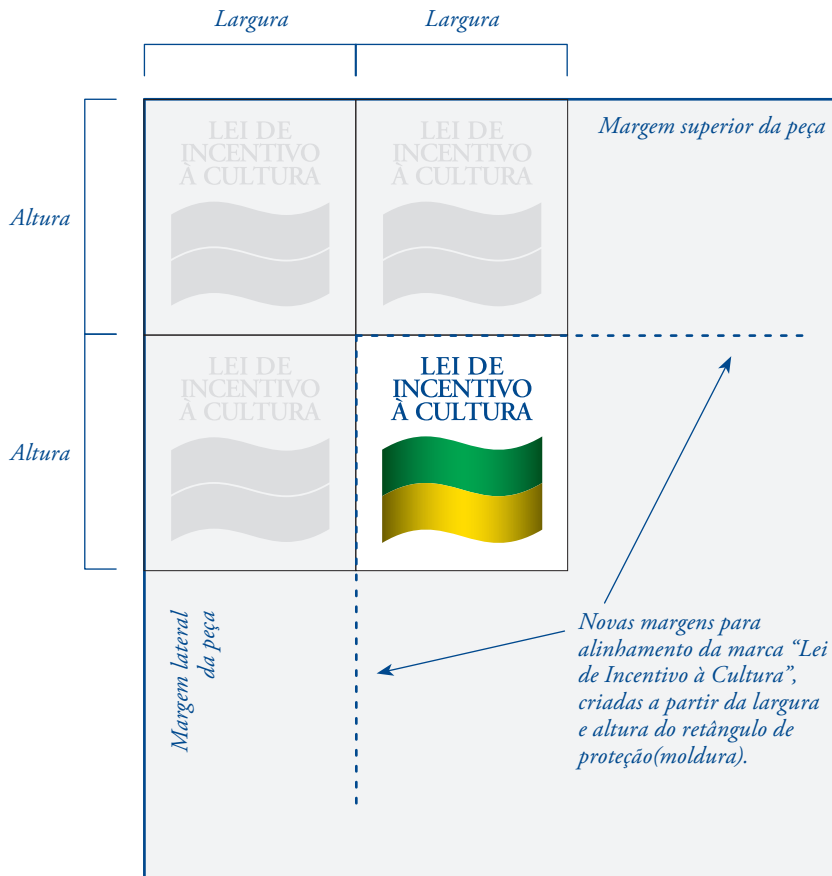 Largura
Largura
Margem superior da peça
LEI DE
INCENTIVO
À CULTURA
LEI DE
INCENTIVO
À CULTURA
Altura
LEI DE
INCENTIVO
À CULTURA
LEI DE
INCENTIVO
À CULTURA
Altura
Margem lateral
da peça
Novas margens para
alinhamento da marca “Lei
de Incentivo à Cultura”,
criadas a partir da largura
e altura do retângulo de
proteção(moldura).